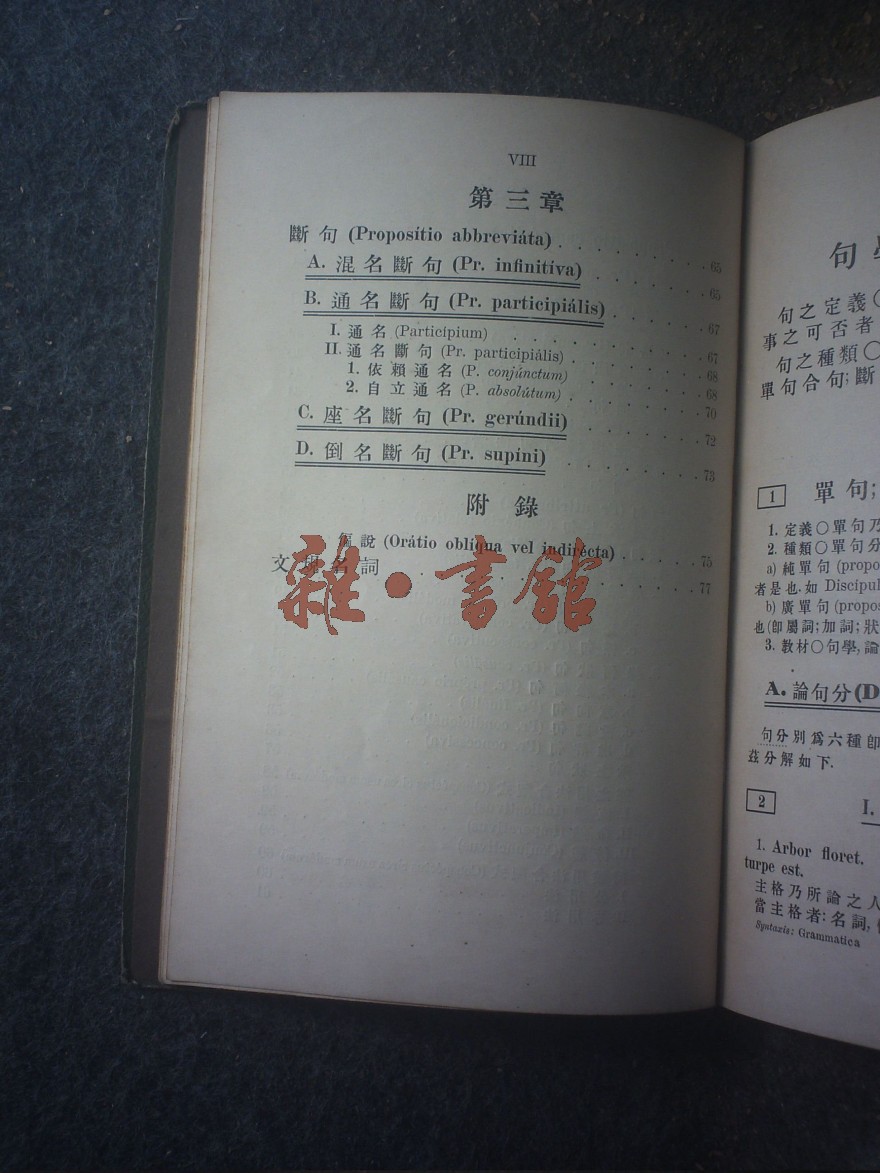 VIII
第三章
斷句 (Propositio abbreviáta) . . . . . . . 65
A. 混名斷句 (Pr. infinitíva) . . . . . . 65
B. 通名斷句 (Pr. participiális) . . . . . 67
I. 通名 (Particípium) . . . . . . . . 67
II. 通名斷句 (Pr. participiális) . . . . . . 68
1. 依賴通名 (P. conjúnctum) . . . . . . 68
2. 自立通名 (P. absolútum) . . . . . . 70
C. 座名斷句 (Pr. gerúndii) . . . . . . 72
D. 倒名斷句 (Pr. supíni) . . . . . . . 73
附錄
說 (Orátio oblíqua vel indirécta) . . . . . 75
文 名詞 . . . . . . . . 77
雜·書館
句
句之定義○
事之可否者
句之種類○
單句合句; 斷
1 單句;
1. 定義○單句乃
2. 種類○單句分
a) 純單句 (propo
者是也. 如 Discipul
b) 廣單句 (propos
也 (卽屬詞; 加詞; 狀
3. 教材○句學, 論
A. 論句分 (D
句分別爲六種卽
茲分解如下.
2 I.
1. Arbor floret.
turpe est.
主格乃所論之人
當主格者: 名詞,
Syntaxis: Grammatica